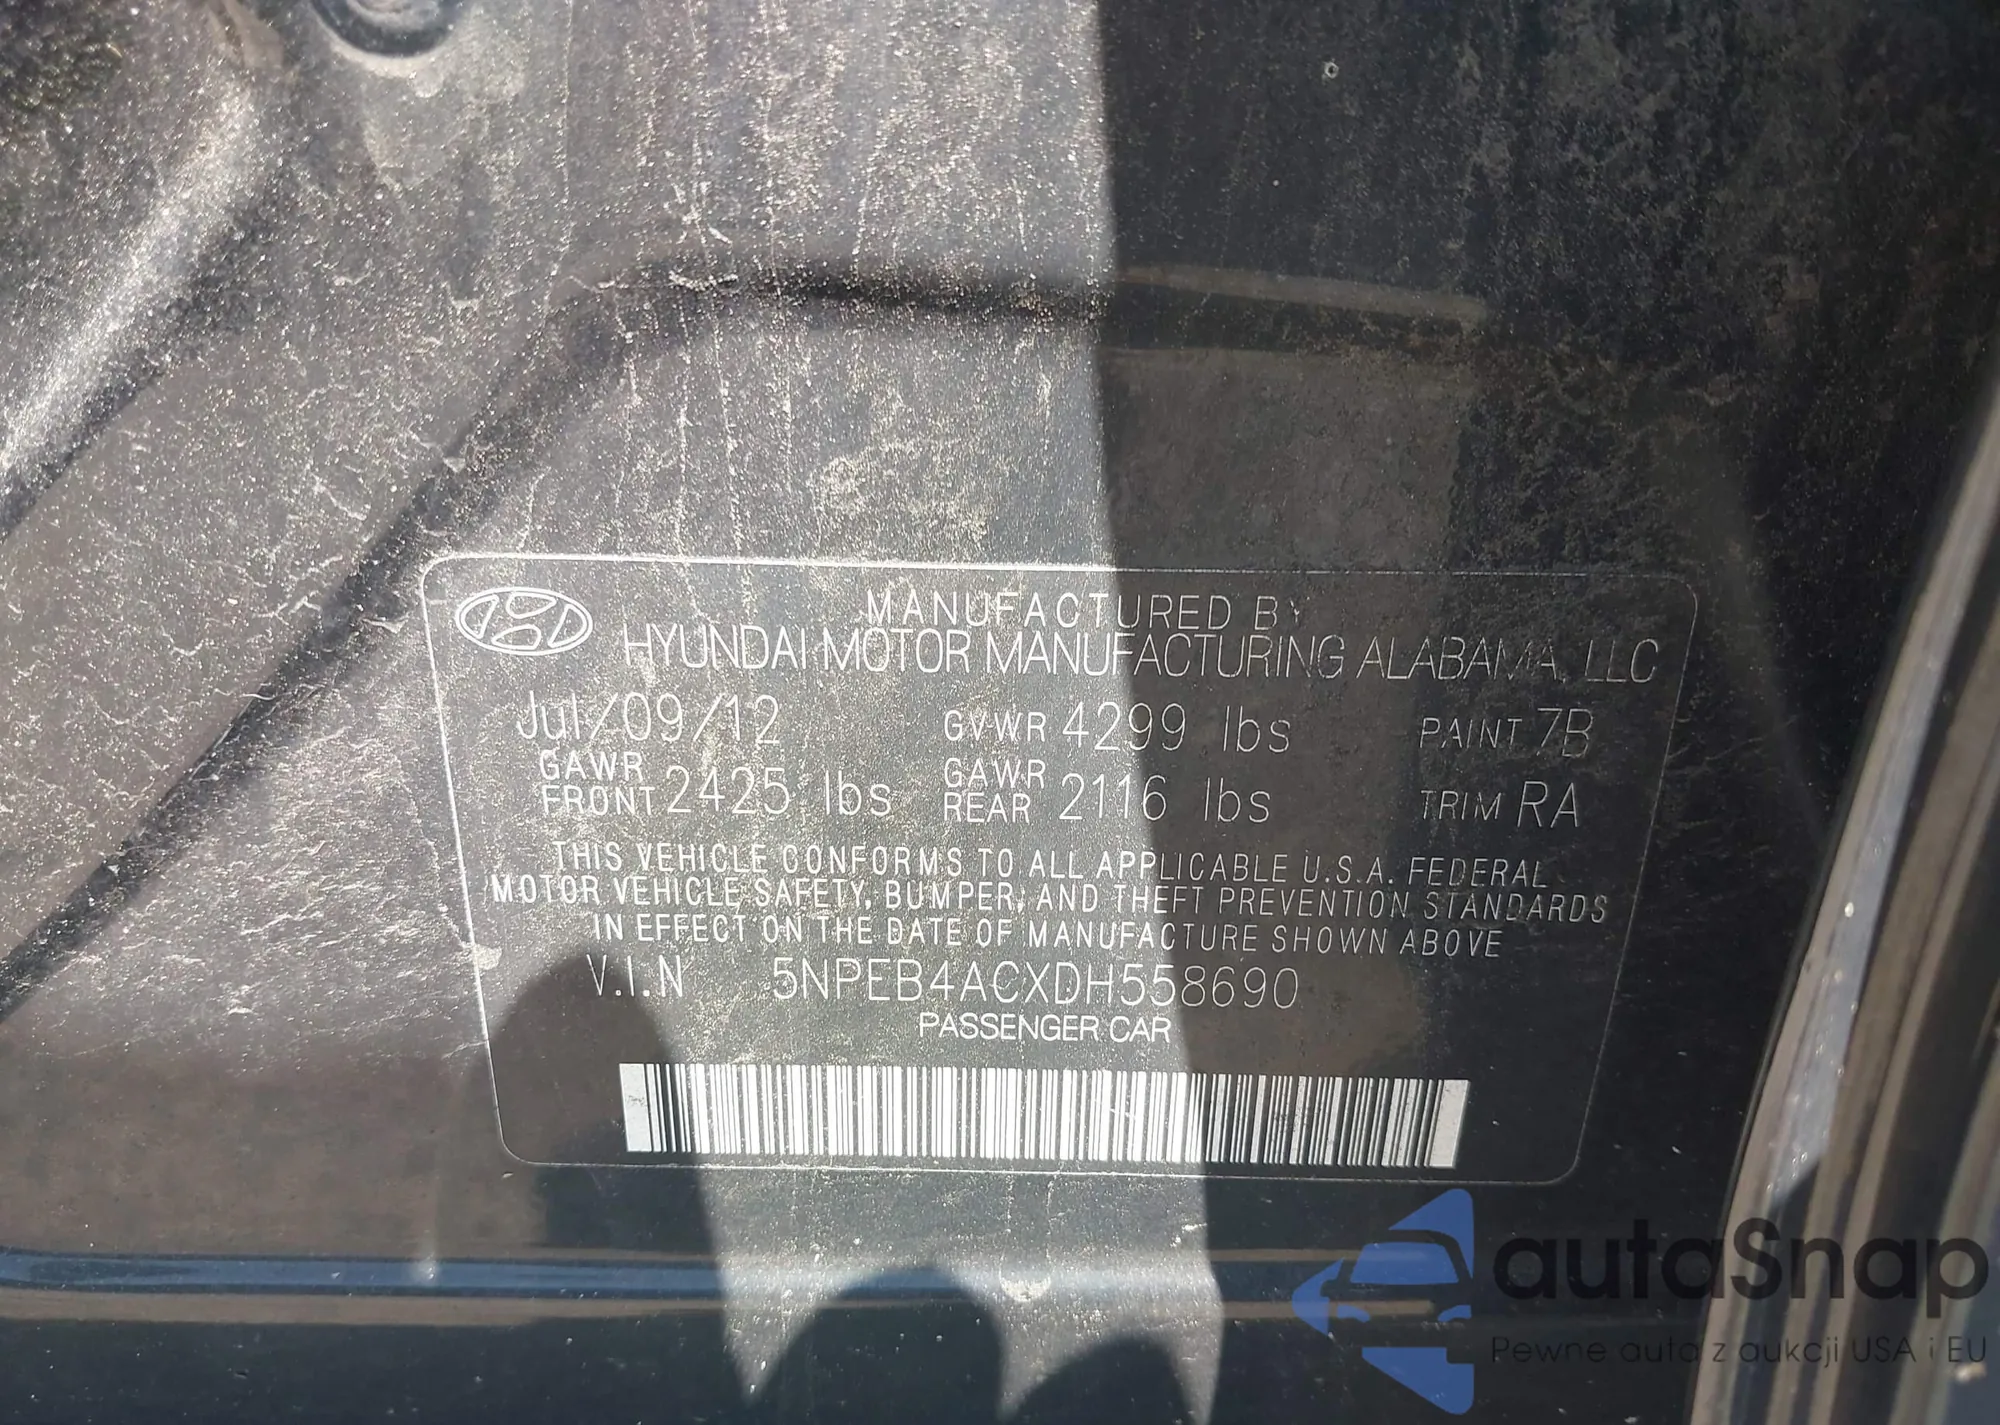 MANUFACTURED BY
HYUNDAI MOTOR MANUFACTURING ALABAMA, LLC
Jul/09/12 GVWR 4299 lbs PAINT 7B
GAWR FRONT 2425 lbs GAWR REAR 2116 lbs TRIM RA
THIS VEHICLE CONFORMS TO ALL APPLICABLE U.S.A. FEDERAL
MOTOR VEHICLE SAFETY, BUMPER, AND THEFT PREVENTION STANDARDS
IN EFFECT ON THE DATE OF MANUFACTURE SHOWN ABOVE
V.I.N 5NPEB4ACXDH558690
PASSENGER CAR
autaSnap
Pewne auta z aukcji USA i EU